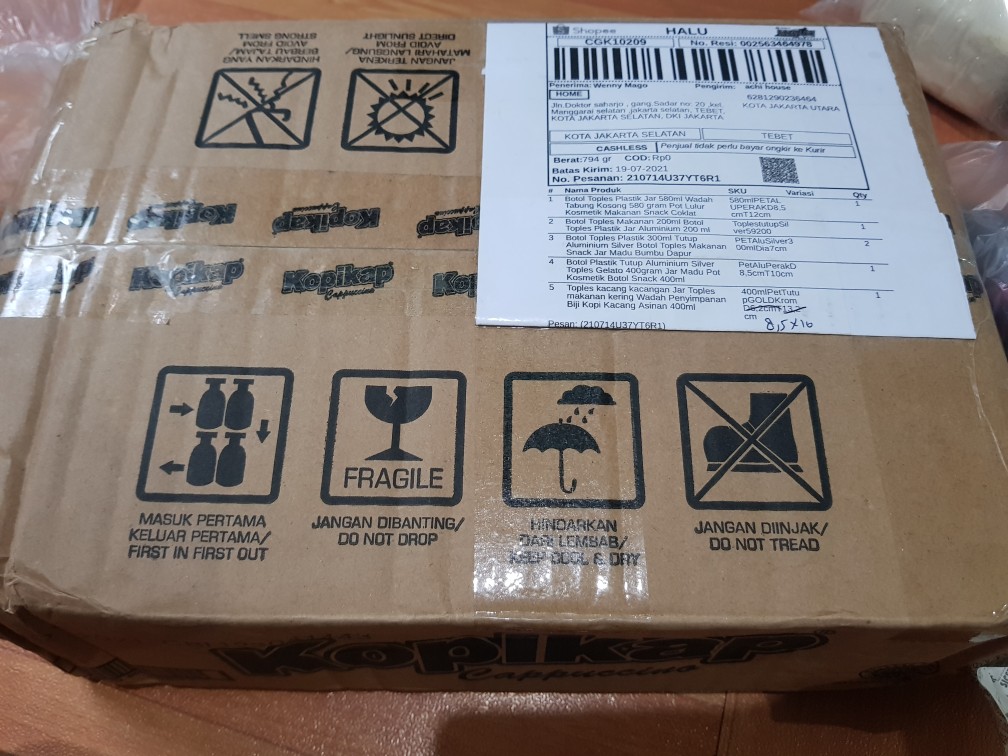 HINDARKAN YANG
BERBAU TAJAM/
AVOID FROM
STRONG SMELL
JANGAN TERKENA
MATAHARI LANGSUNG/
AVOID FROM
DIRECT SUNLIGHT
Shopee
HALU
CGK10209
No. Resi: 002563464978
Penerima: Wenny Mago
Pengirim: achi house
HOME
6281290236464
KOTA JAKARTA UTARA
Jln.Doktor saharjo , gang.Sadar no: 20 ,kel.
Manggarai selatan jakarta selatan, TEBET,
KOTA JAKARTA SELATAN, DKI JAKARTA
KOTA JAKARTA SELATAN
TEBET
CASHLESS
Penjual tidak perlu bayar ongkir ke Kurir
Berat:794 gr COD:Rp0
Batas Kirim: 19-07-2021
No. Pesanan: 210714U37YT6R1
# Nama Produk SKU Variasi Qty
1 Botol Toples Plastik Jar 580ml Wadah 580mlPETAL 1
Tabung Kosong 580 gram Pot Lulur UPERAKD8.5
Kosmetik Makanan Snack Coklat cmT12cm
2 Botol Toples Makanan 200ml Botol ToplestutupSil 1
Toples Plastik Jar Aluminium 200 ml ver59200
3 Botol Toples Plastik 300ml Tutup PETAluSilver3 2
Aluminium Silver Botol Toples Makanan 00mlDia7cm
Snack Jar Madu Bumbu Dapur
4 Botol Plastik Tutup Aluminium Silver PetAluPerakD 1
Toples Gelato 400gram Jar Madu Pot 8.5cmT10cm
Kosmetik Botol Snack 400ml
5 Toples kacang kacangan Jar Toples 400mlPetTutu 1
makanan kering Wadah Penyimpanan pGOLDKrom
Biji Kopi Kacang Asinan 400ml D6,2cmT13,2
cm
8,5x10
Pesan: (210714U37YT6R1)
Kopikap
Kopikap
Kopikap
Kopikap
Kopikap
Cappuccino
Kopikap
Cappuccino
FRAGILE
MASUK PERTAMA
KELUAR PERTAMA/
FIRST IN FIRST OUT
JANGAN DIBANTING/
DO NOT DROP
HINDARKAN
DARI LEMBAB/
KEEP COOL & DRY
JANGAN DIINJAK/
DO NOT TREAD
Kopikap
Cappuccino